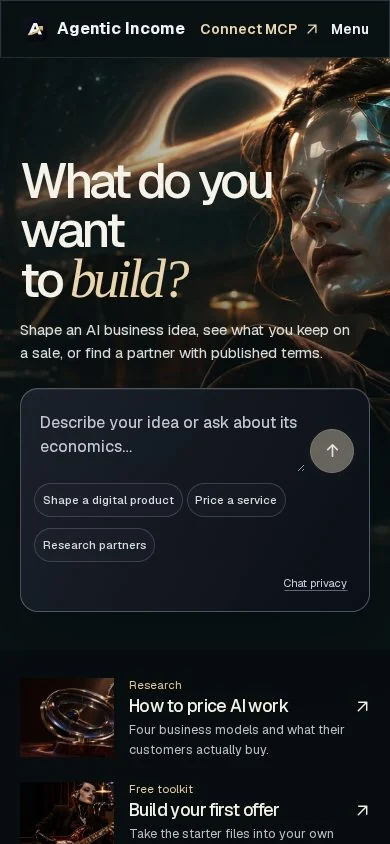 Agentic Income
Connect MCP ↗
Menu
What do you
want
to build?
Shape an AI business idea, see what you keep on
a sale, or find a partner with published terms.
Describe your idea or ask about its
economics...
Shape a digital product
Price a service
Research partners
Chat privacy
Research
How to price AI work
Four business models and what their
customers actually buy.
Free toolkit
Build your first offer
Take the starter files into your own